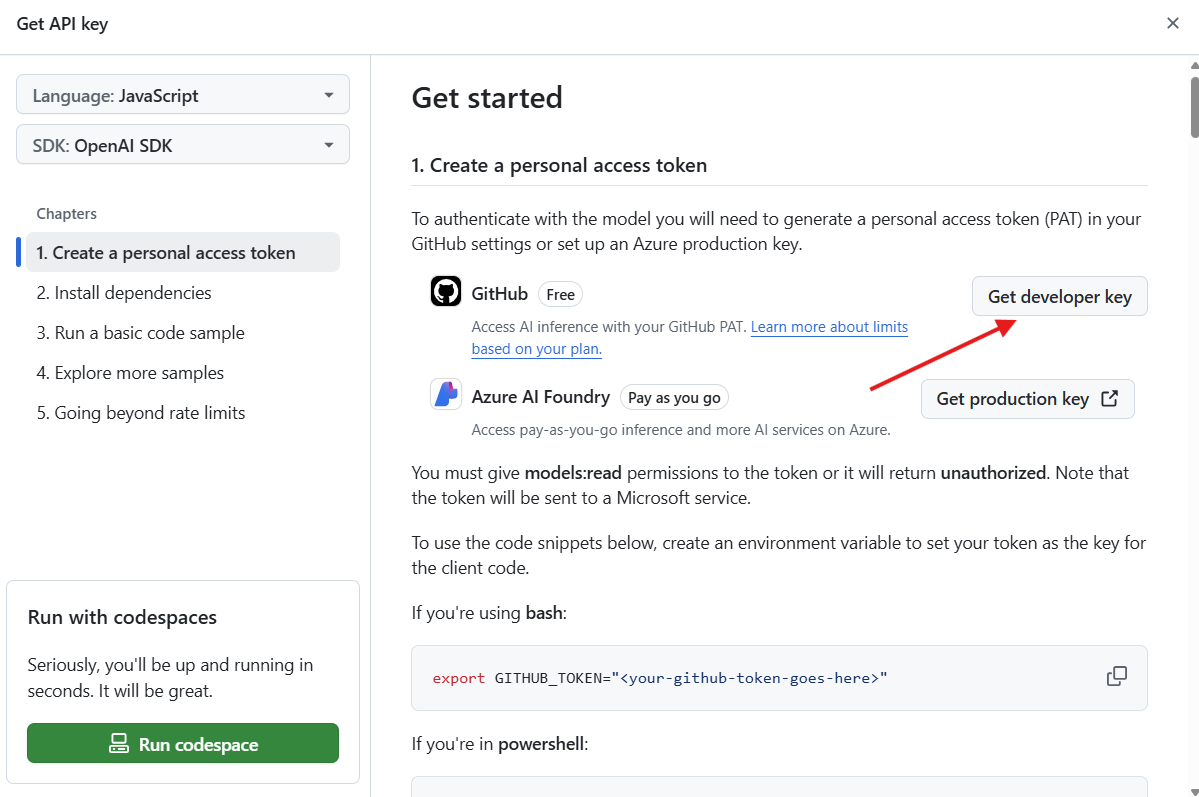 Get API key
Language: JavaScript
SDK: OpenAI SDK
Chapters
1. Create a personal access token
2. Install dependencies
3. Run a basic code sample
4. Explore more samples
5. Going beyond rate limits
Run with codespaces
Seriously, you'll be up and running in
seconds. It will be great.
Run codespace
Get started
1. Create a personal access token
To authenticate with the model you will need to generate a personal access token (PAT) in your
GitHub settings or set up an Azure production key.
GitHub Free
Get developer key
Access AI inference with your GitHub PAT. Learn more about limits
based on your plan.
Azure AI Foundry Pay as you go
Get production key
Access pay-as-you-go inference and more AI services on Azure.
You must give models:read permissions to the token or it will return unauthorized. Note that
the token will be sent to a Microsoft service.
To use the code snippets below, create an environment variable to set your token as the key for
the client code.
If you're using bash:
export GITHUB_TOKEN="<your-github-token-goes-here>"
If you're in powershell: